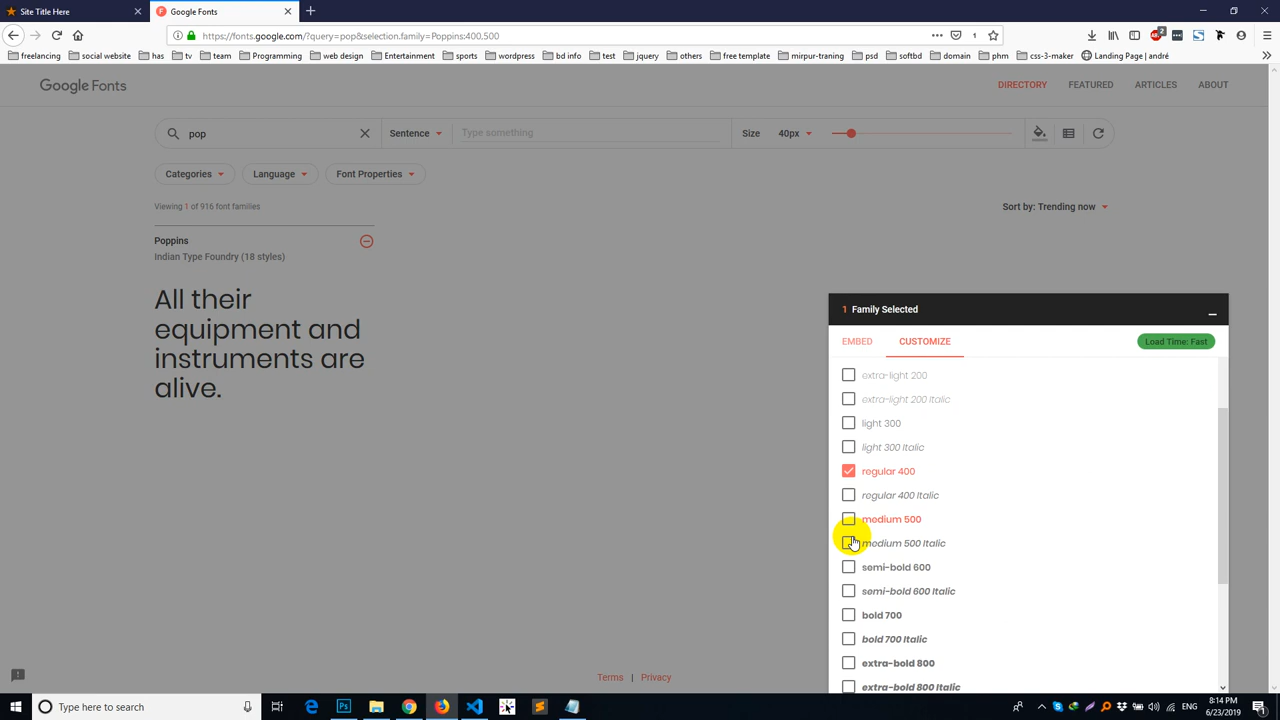 Site Title Here
Google Fonts
https://fonts.google.com/?query=pop&selection.family=Poppins:400,500
1
2
freelancing
social website
has
tv
team
Programming
web design
Entertament
sports
wordpress
bd info
test
jquery
others
free template
mirpur-traning
psd
softbd
domain
phm
css-3-maker
Landing Page | andré
Google Fonts
DIRECTORY
FEATURED
ARTICLES
ABOUT
pop
Sentence
Type something
Size
40px
Categories
Language
Font Properties
Viewing 1 of 916 font families
Sort by: Trending now
Poppins
Indian Type Foundry (18 styles)
All their
equipment and
instruments are
alive.
1 Family Selected
EMBED
CUSTOMIZE
Load Time: Fast
extra-light 200
extra-light 200 Italic
light 300
light 300 Italic
regular 400
regular 400 Italic
medium 500
medium 500 Italic
semi-bold 600
semi-bold 600 Italic
bold 700
bold 700 Italic
extra-bold 800
extra-bold 800 Italic
Terms | Privacy
Type here to search
Ps
ENG
8:14 PM
6/23/2019
1